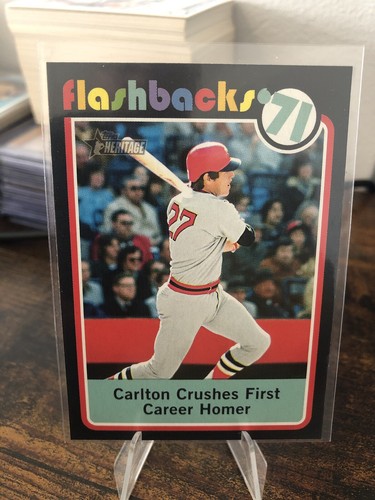 flashbacks '71
Topps
HERITAGE
27
Carlton Crushes First
Career Homer